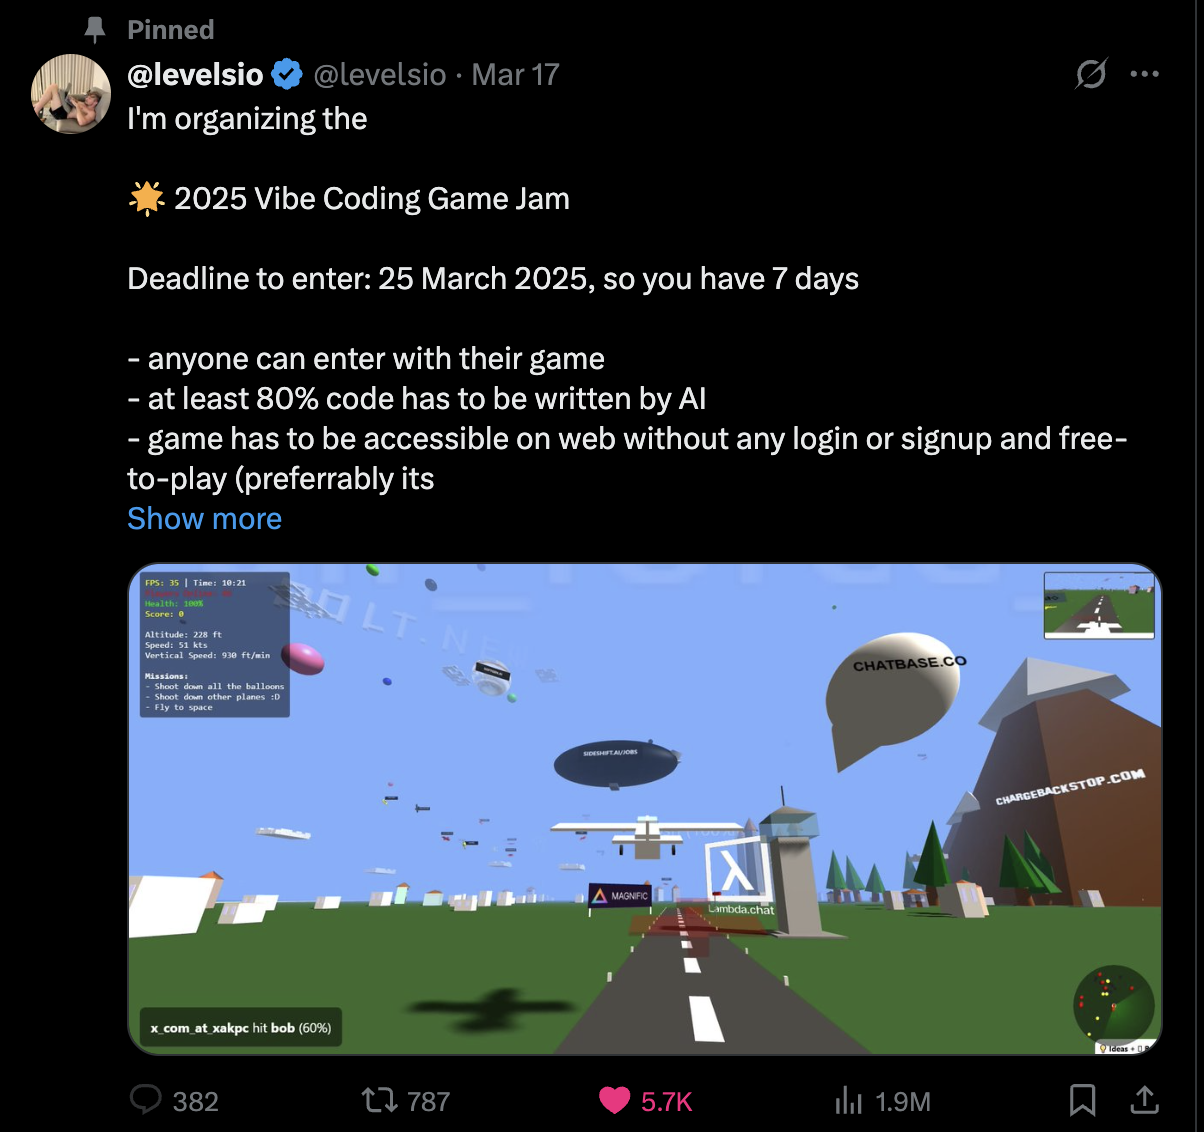 Pinned
@levelsio @levelsio · Mar 17
I'm organizing the
🌟 2025 Vibe Coding Game Jam
Deadline to enter: 25 March 2025, so you have 7 days
- anyone can enter with their game
- at least 80% code has to be written by AI
- game has to be accessible on web without any login or signup and free-
to-play (preferrably its
Show more
FPS: 35 | Time: 10:21
Health: 100%
Score: 0
Altitude: 228 ft
Speed: 51 kts
Vertical Speed: 930 ft/min
Missions:
- Shoot down all the balloons
- Shoot down other planes :D
- Fly to space
BOLT.NEW
CHATBASE.CO
SIDESHIFT.AI/JOBS
CHARGEBACKSTOP.COM
MAGNIFIC
λ
Lambda.chat
x_com_at_xakpc hit bob (60%)
Ideas +
382 787 5.7K 1.9M